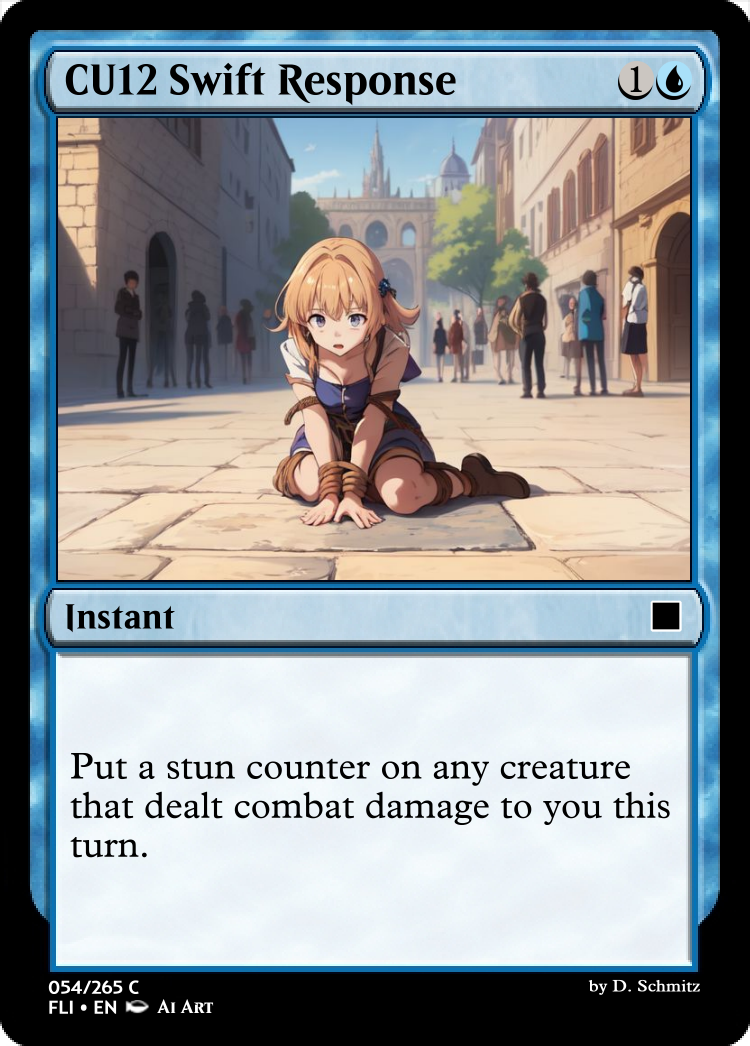 CU12 Swift Response 1
Instant
Put a stun counter on any creature
that dealt combat damage to you this
turn.
054/265 C
by D. Schmitz
FLI • EN AI ART